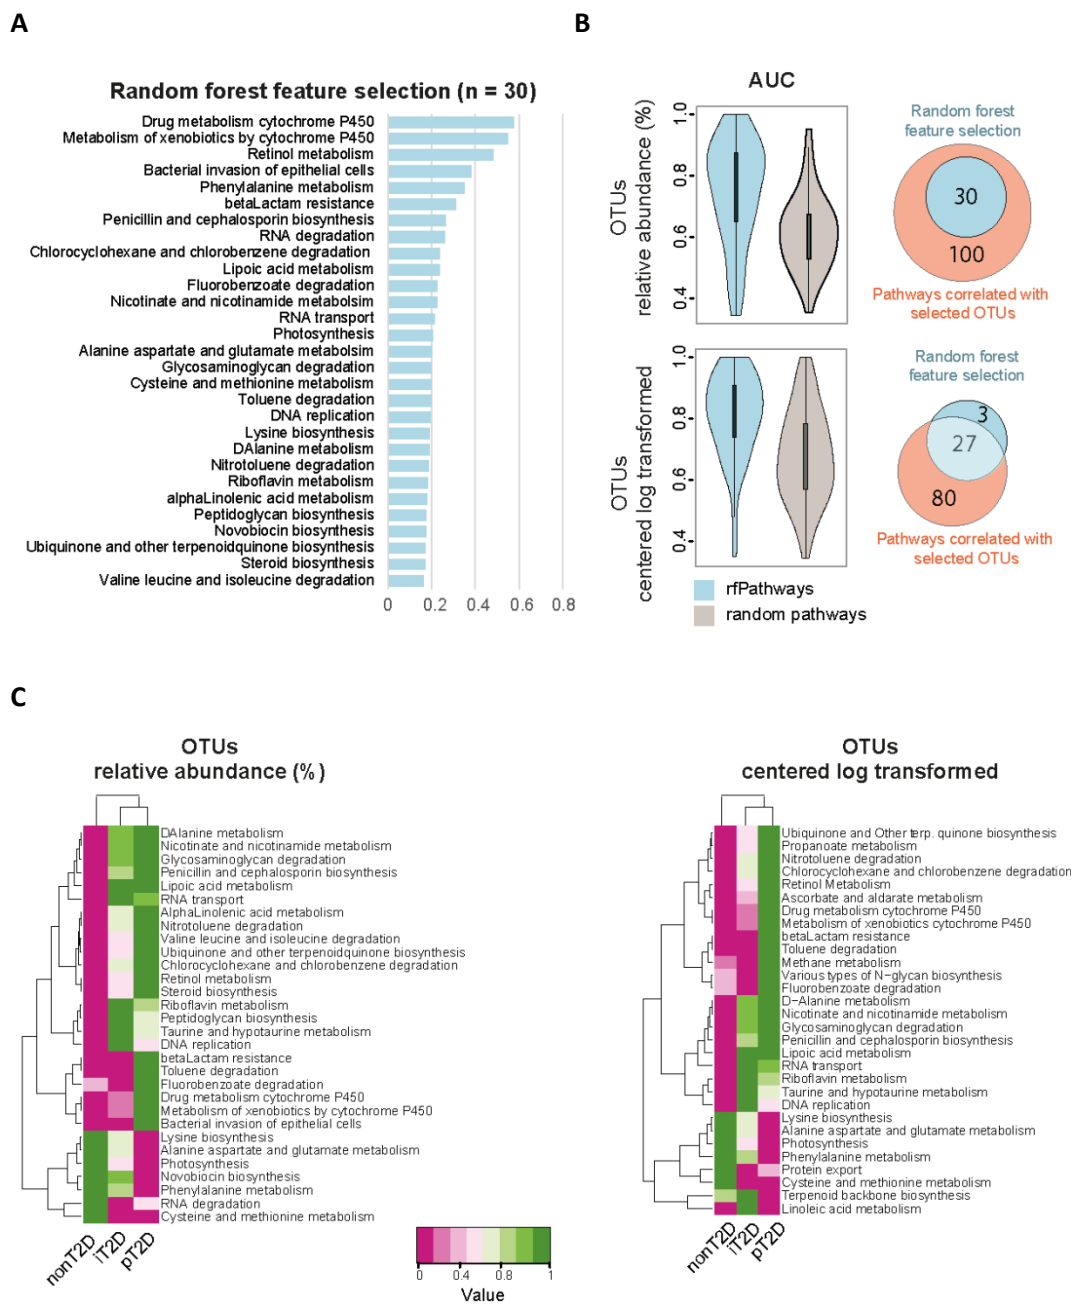 A
Random forest feature selection (n = 30)
Drug metabolism cytochrome P450
Metabolism of xenobiotics by cytochrome P450
Retinol metabolism
Bacterial invasion of epithelial cells
Phenylalanine metabolism
betaLactam resistance
Penicillin and cephalosporin biosynthesis
RNA degradation
Chlorocyclohexane and chlorobenzene degradation
Lipoic acid metabolism
Fluorobenzoate degradation
Nicotinate and nicotinamide metabolsim
RNA transport
Photosynthesis
Alanine aspartate and glutamate metabolsim
Glycosaminoglycan degradation
Cysteine and methionine metabolism
Toluene degradation
DNA replication
Lysine biosynthesis
DAlanine metabolism
Nitrotoluene degradation
Riboflavin metabolism
alphaLinolenic acid metabolism
Peptidoglycan biosynthesis
Novobiocin biosynthesis
Ubiquinone and other terpenoidquinone biosynthesis
Steroid biosynthesis
Valine leucine and isoleucine degradation
0 0.2 0.4 0.6 0.8
B
AUC
OTUs
relative abundance (%)
1.0
0.8
0.6
0.4
Random forest
feature selection
30
100
Pathways correlated with
selected OTUs
OTUs
centered log transformed
1.0
0.8
0.6
0.4
Random forest
feature selection
3
27
80
Pathways correlated with
selected OTUs
rfPathways
random pathways
C
OTUs
relative abundance (%)
DAlanine metabolism
Nicotinate and nicotinamide metabolism
Glycosaminoglycan degradation
Penicillin and cephalosporin biosynthesis
Lipoic acid metabolism
RNA transport
AlphaLinolenic acid metabolism
Nitrotoluene degradation
Valine leucine and isoleucine degradation
Ubiquinone and other terpenoidquinone biosynthesis
Chlorocyclohexane and chlorobenzene degradation
Retinol metabolism
Steroid biosynthesis
Riboflavin metabolism
Peptidoglycan biosynthesis
Taurine and hypotaurine metabolism
DNA replication
betaLactam resistance
Toluene degradation
Fluorobenzoate degradation
Drug metabolism cytochrome P450
Metabolism of xenobiotics by cytochrome P450
Bacterial invasion of epithelial cells
Lysine biosynthesis
Alanine aspartate and glutamate metabolism
Photosynthesis
Novobiocin biosynthesis
Phenylalanine metabolism
RNA degradation
Cysteine and methionine metabolism
nonT2D
iT2D
pT2D
0 0.4 0.8 1
Value
OTUs
centered log transformed
Ubiquinone and Other terp. quinone biosynthesis
Propanoate metabolism
Nitrotoluene degradation
Chlorocyclohexane and chlorobenzene degradation
Retinol Metabolism
Ascorbate and aldarate metabolism
Drug metabolism cytochrome P450
Metabolism of xenobiotics cytochrome P450
betaLactam resistance
Toluene degradation
Methane metabolism
Various types of N-glycan biosynthesis
Fluorobenzoate degradation
D-Alanine metabolism
Nicotinate and nicotinamide metabolism
Glycosaminoglycan degradation
Penicillin and cephalosporin biosynthesis
Lipoic acid metabolism
RNA transport
Riboflavin metabolism
Taurine and hypotaurine metabolism
DNA replication
Lysine biosynthesis
Alanine aspartate and glutamate metabolism
Photosynthesis
Phenylalanine metabolism
Protein export
Cysteine and methionine metabolism
Terpenoid backbone biosynthesis
Linoleic acid metabolism
nonT2D
iT2D
pT2D